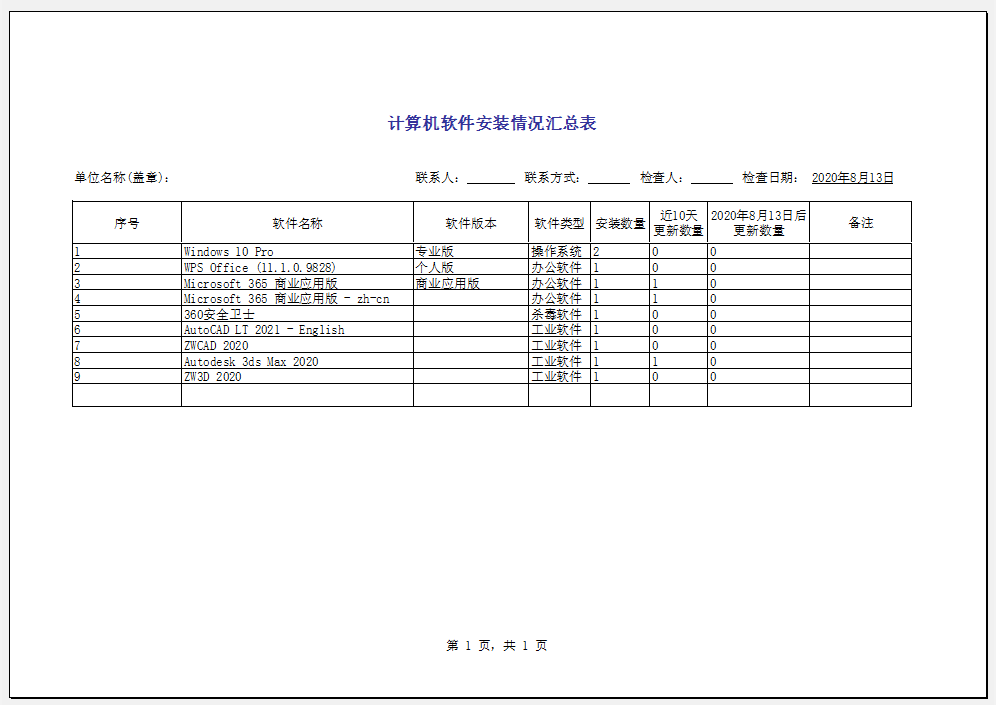 计算机软件安装情况汇总表
单位名称(盖章): 联系人: 联系方式: 检查人: 检查日期: 2020年8月13日
序号 软件名称 软件版本 软件类型 安装数量 近10天更新数量 2020年8月13日后更新数量 备注
1 Windows 10 Pro 专业版 操作系统 2 0 0
2 WPS Office (11.1.0.9828) 个人版 办公软件 1 0 0
3 Microsoft 365 商业应用版 商业应用版 办公软件 1 1 0
4 Microsoft 365 商业应用版 - zh-cn 办公软件 1 1 0
5 360安全卫士 杀毒软件 1 0 0
6 AutoCAD LT 2021 - English 工业软件 1 0 0
7 ZWCAD 2020 工业软件 1 0 0
8 Autodesk 3ds Max 2020 工业软件 1 1 0
9 ZW3D 2020 工业软件 1 0 0
第 1 页, 共 1 页